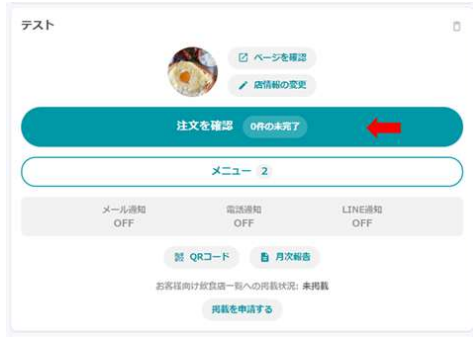 テスト
ページを確認
店情報の変更
注文を確認 0件の未完了
メニュー 2
メール通知 電話通知 LINE通知
OFF OFF OFF
QRコード 月次報告
お客様向け飲食店一覧への掲載状況: 未掲載
掲載を申請する